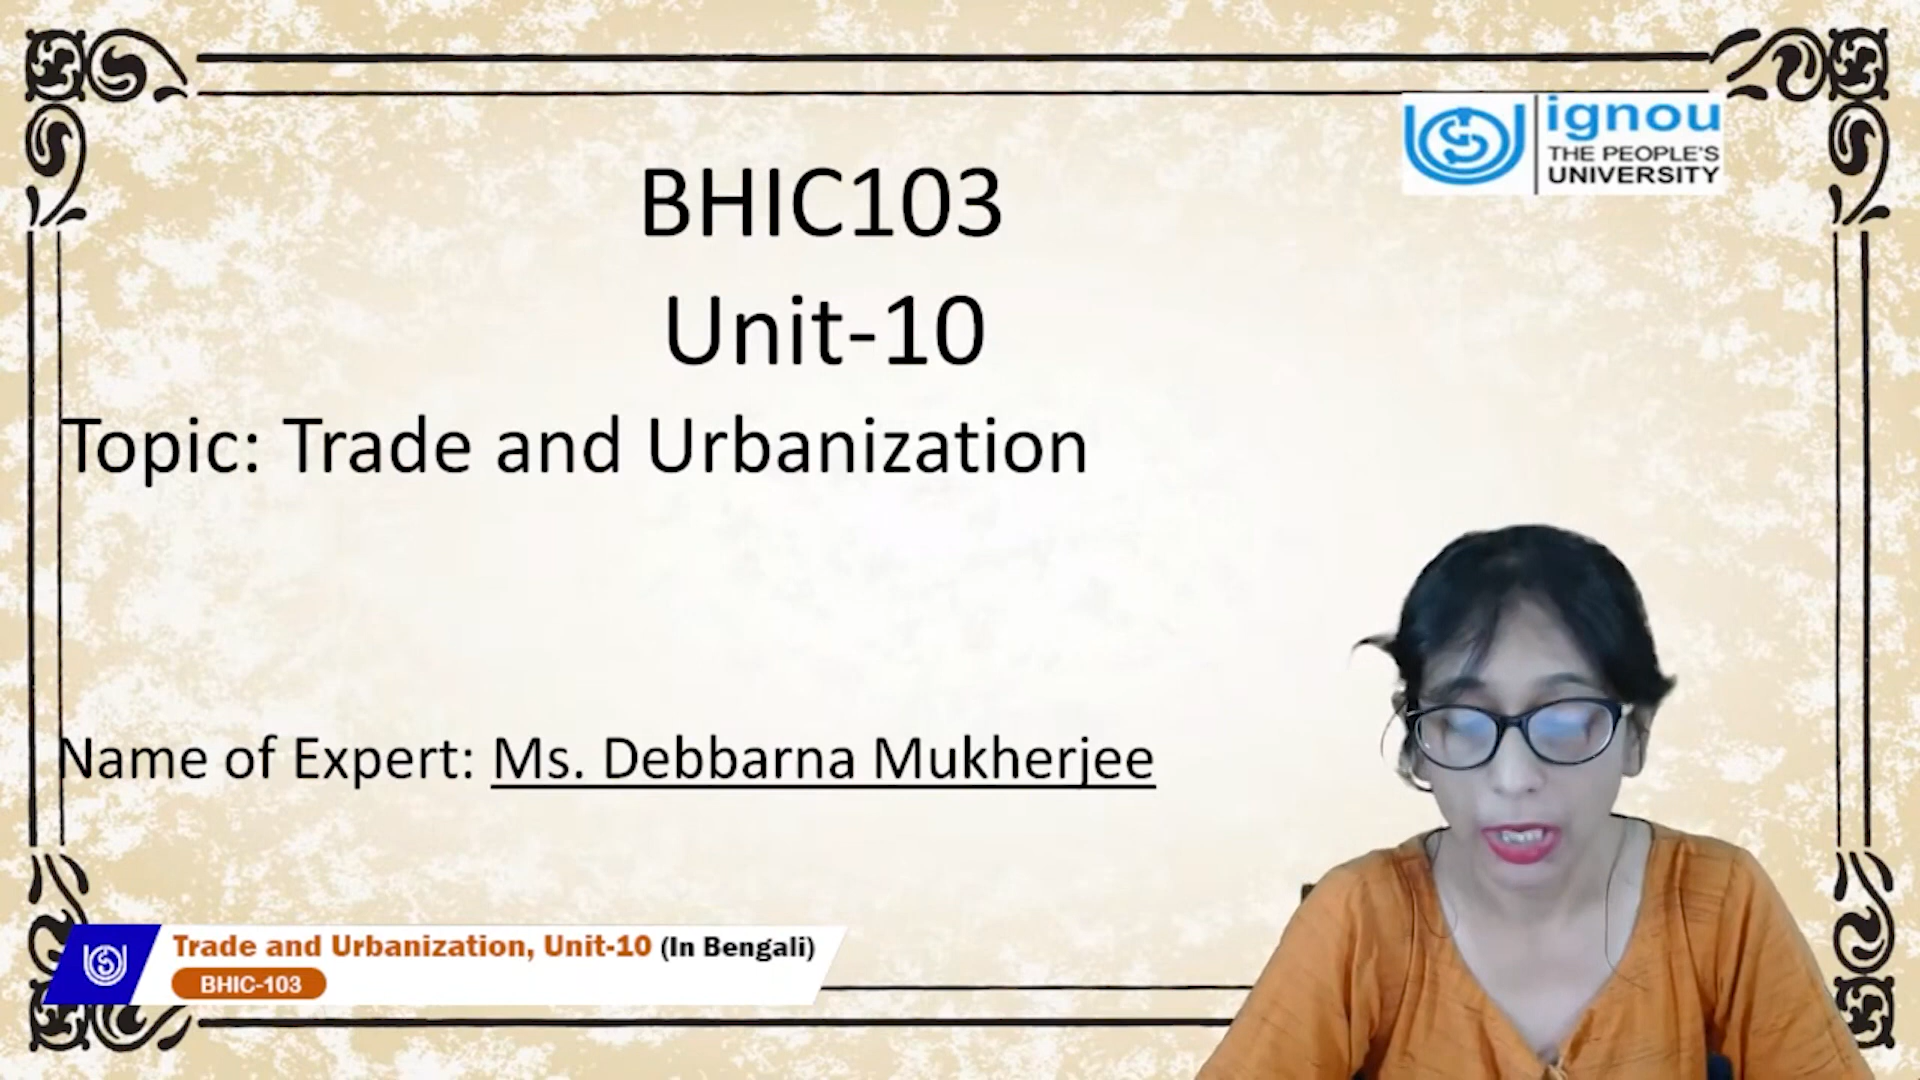 ignou
THE PEOPLE'S
UNIVERSITY
BHIC103
Unit-10
Topic: Trade and Urbanization
Name of Expert: Ms. Debbarna Mukherjee
Trade and Urbanization, Unit-10 (In Bengali)
BHIC-103